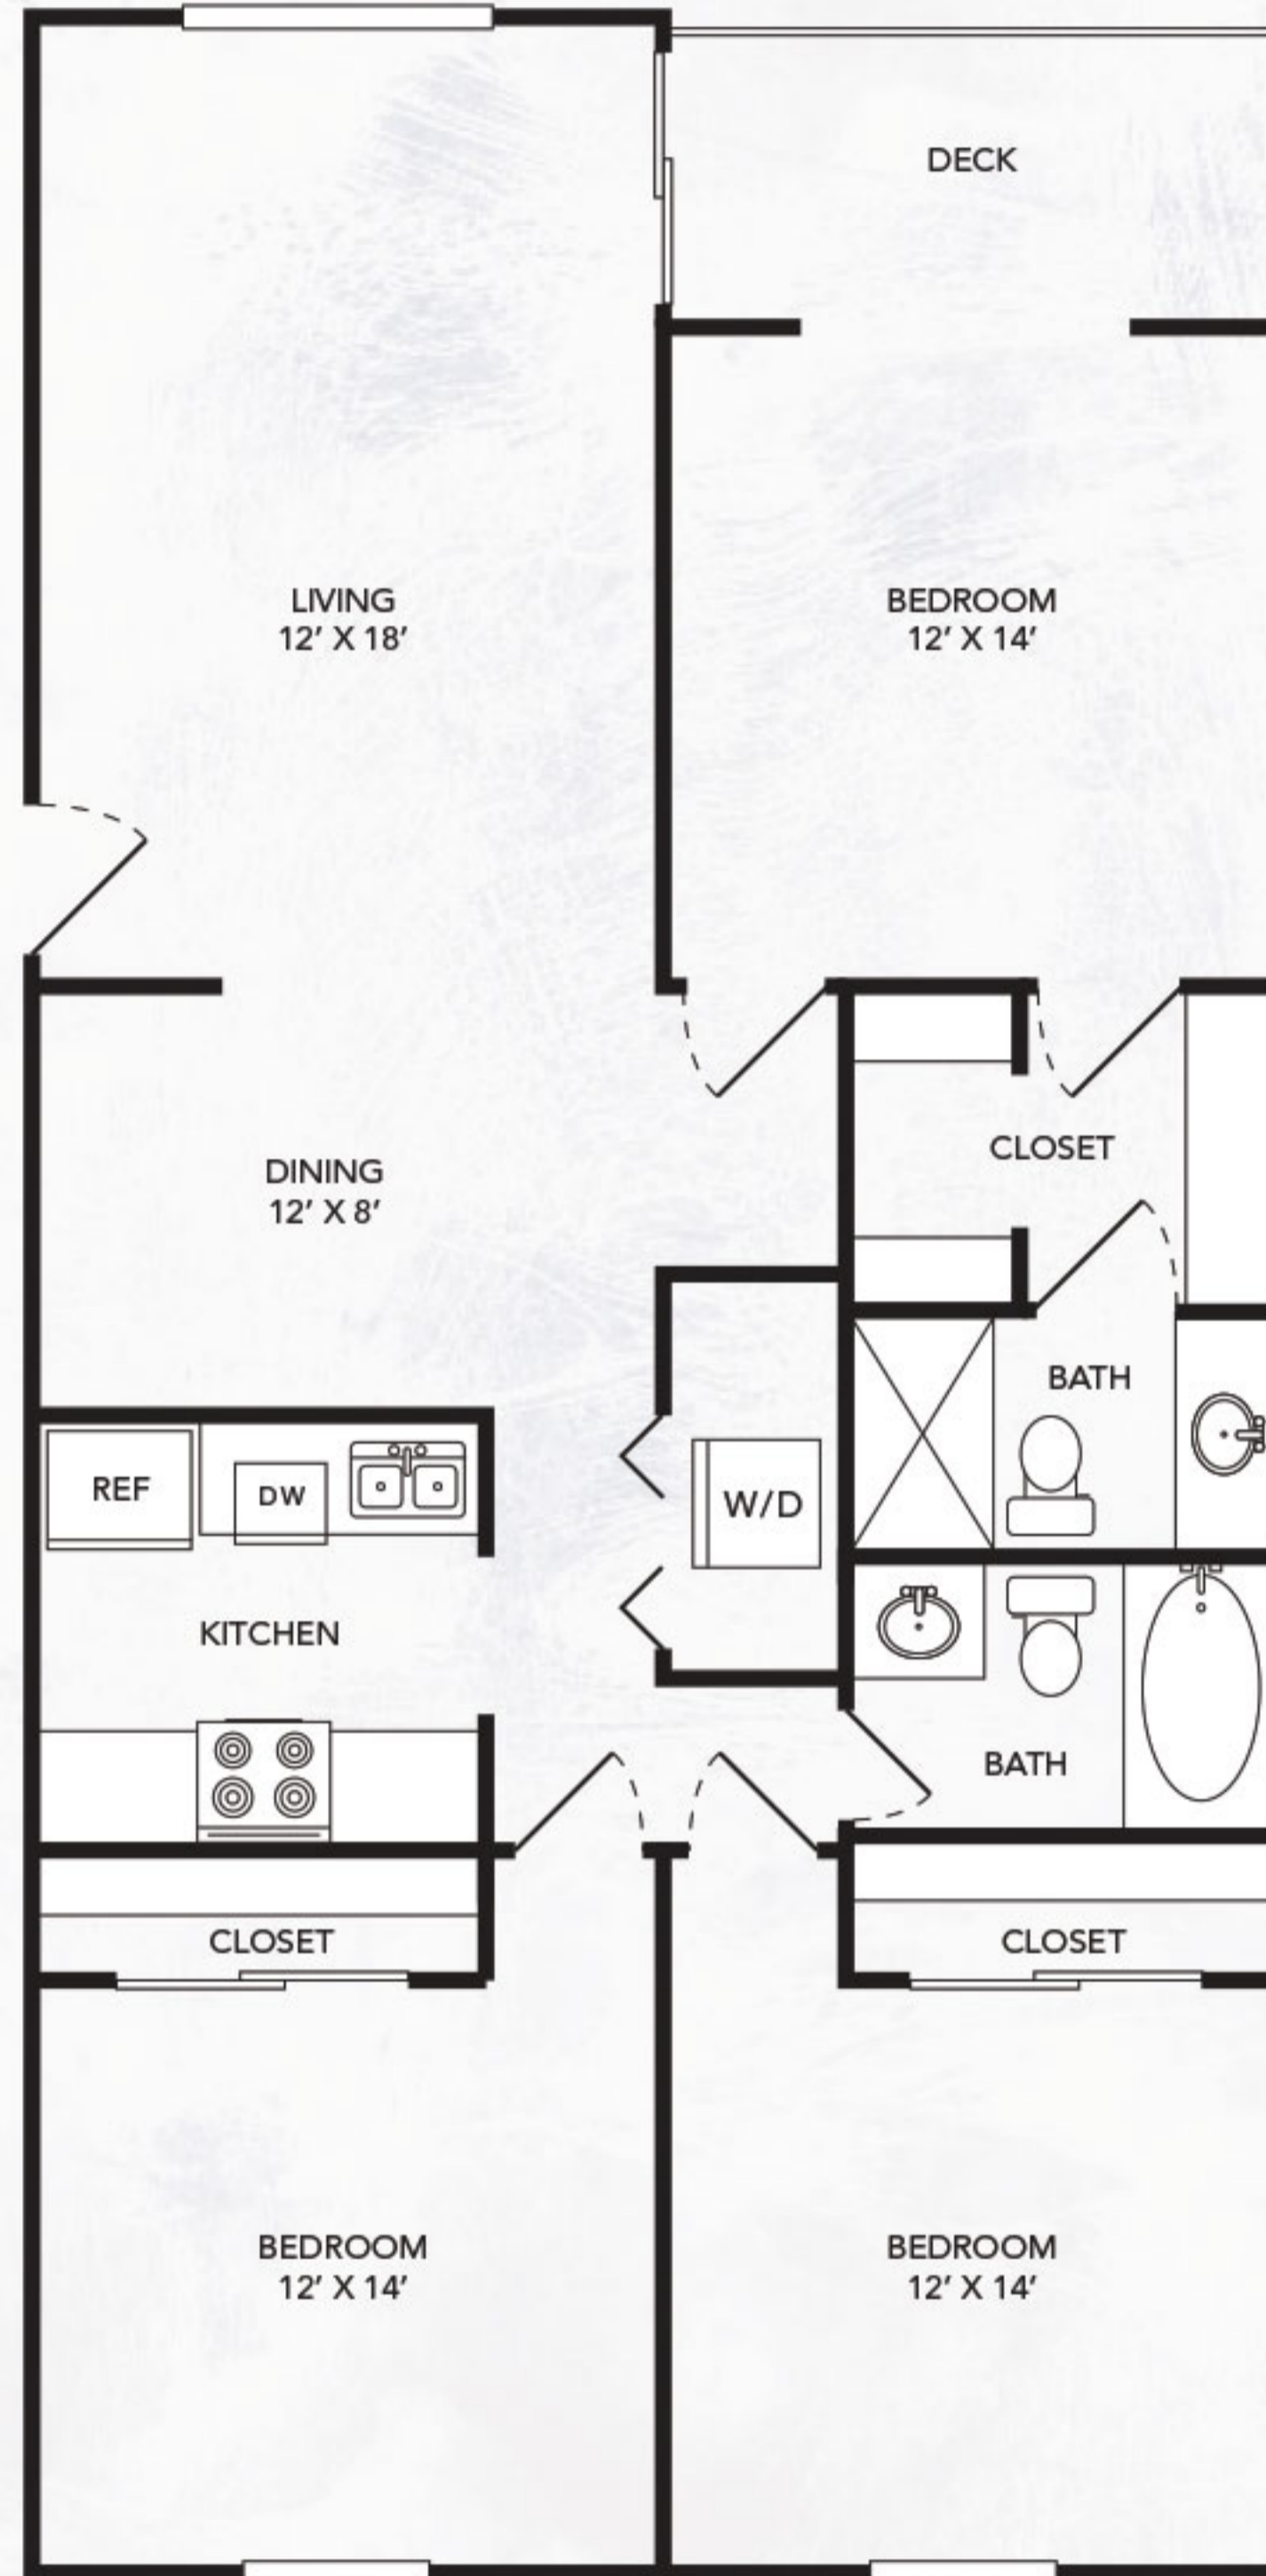 DECK
LIVING
12’ X 18’
BEDROOM
12’ X 14’
DINING
12’ X 8’
CLOSET
BATH
REF
DW
W/D
KITCHEN
BATH
CLOSET
CLOSET
BEDROOM
12’ X 14’
BEDROOM
12’ X 14’